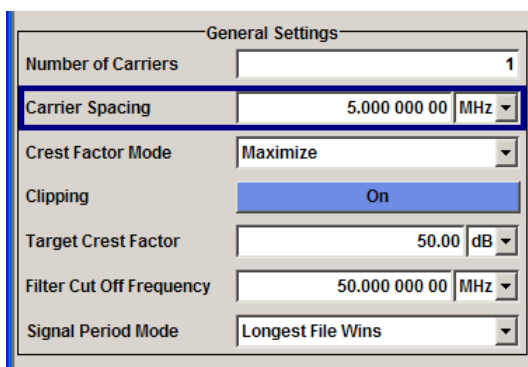 General Settings
Number of Carriers 1
Carrier Spacing 5.000 000 00 MHz
Crest Factor Mode Maximize
Clipping On
Target Crest Factor 50.00 dB
Filter Cut Off Frequency 50.000 000 00 MHz
Signal Period Mode Longest File Wins